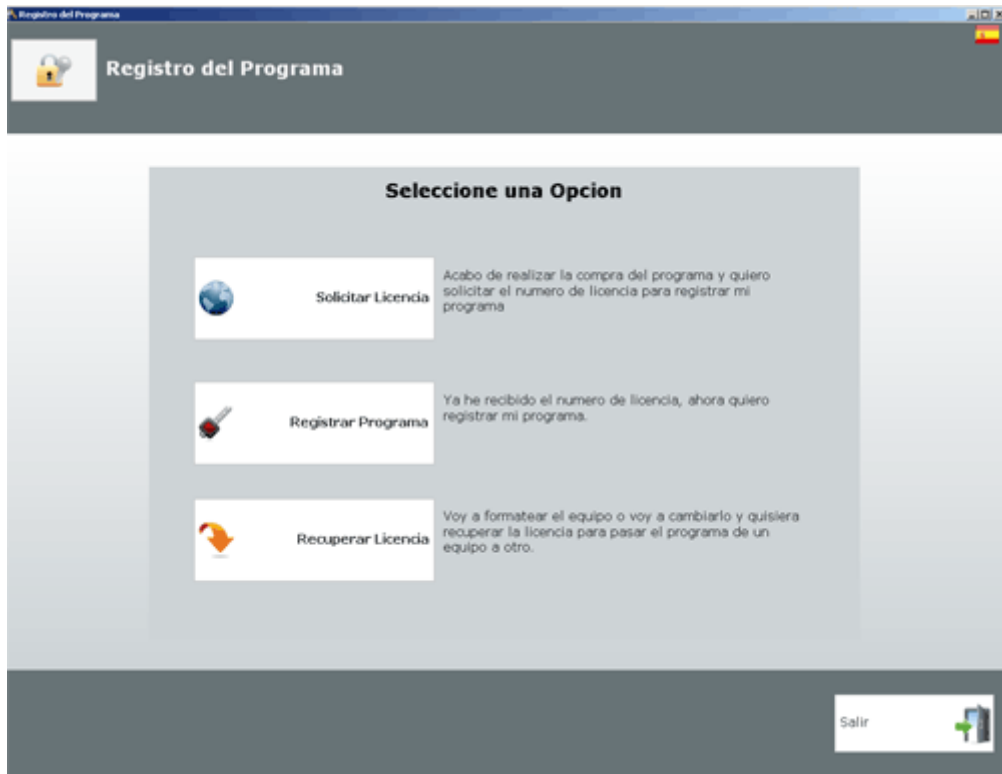 Registro del Programa
Registro del Programa
Seleccione una Opcion
Solicitar Licencia
Acabo de realizar la compra del programa y quiero
solicitar el numero de licencia para registrar mi
programa
Registrar Programa
Ya he recibido el numero de licencia, ahora quiero
registrar mi programa.
Recuperar Licencia
Voy a formatear el equipo o voy a cambiarlo y quisiera
recuperar la licencia para pasar el programa de un
equipo a otro.
Salir